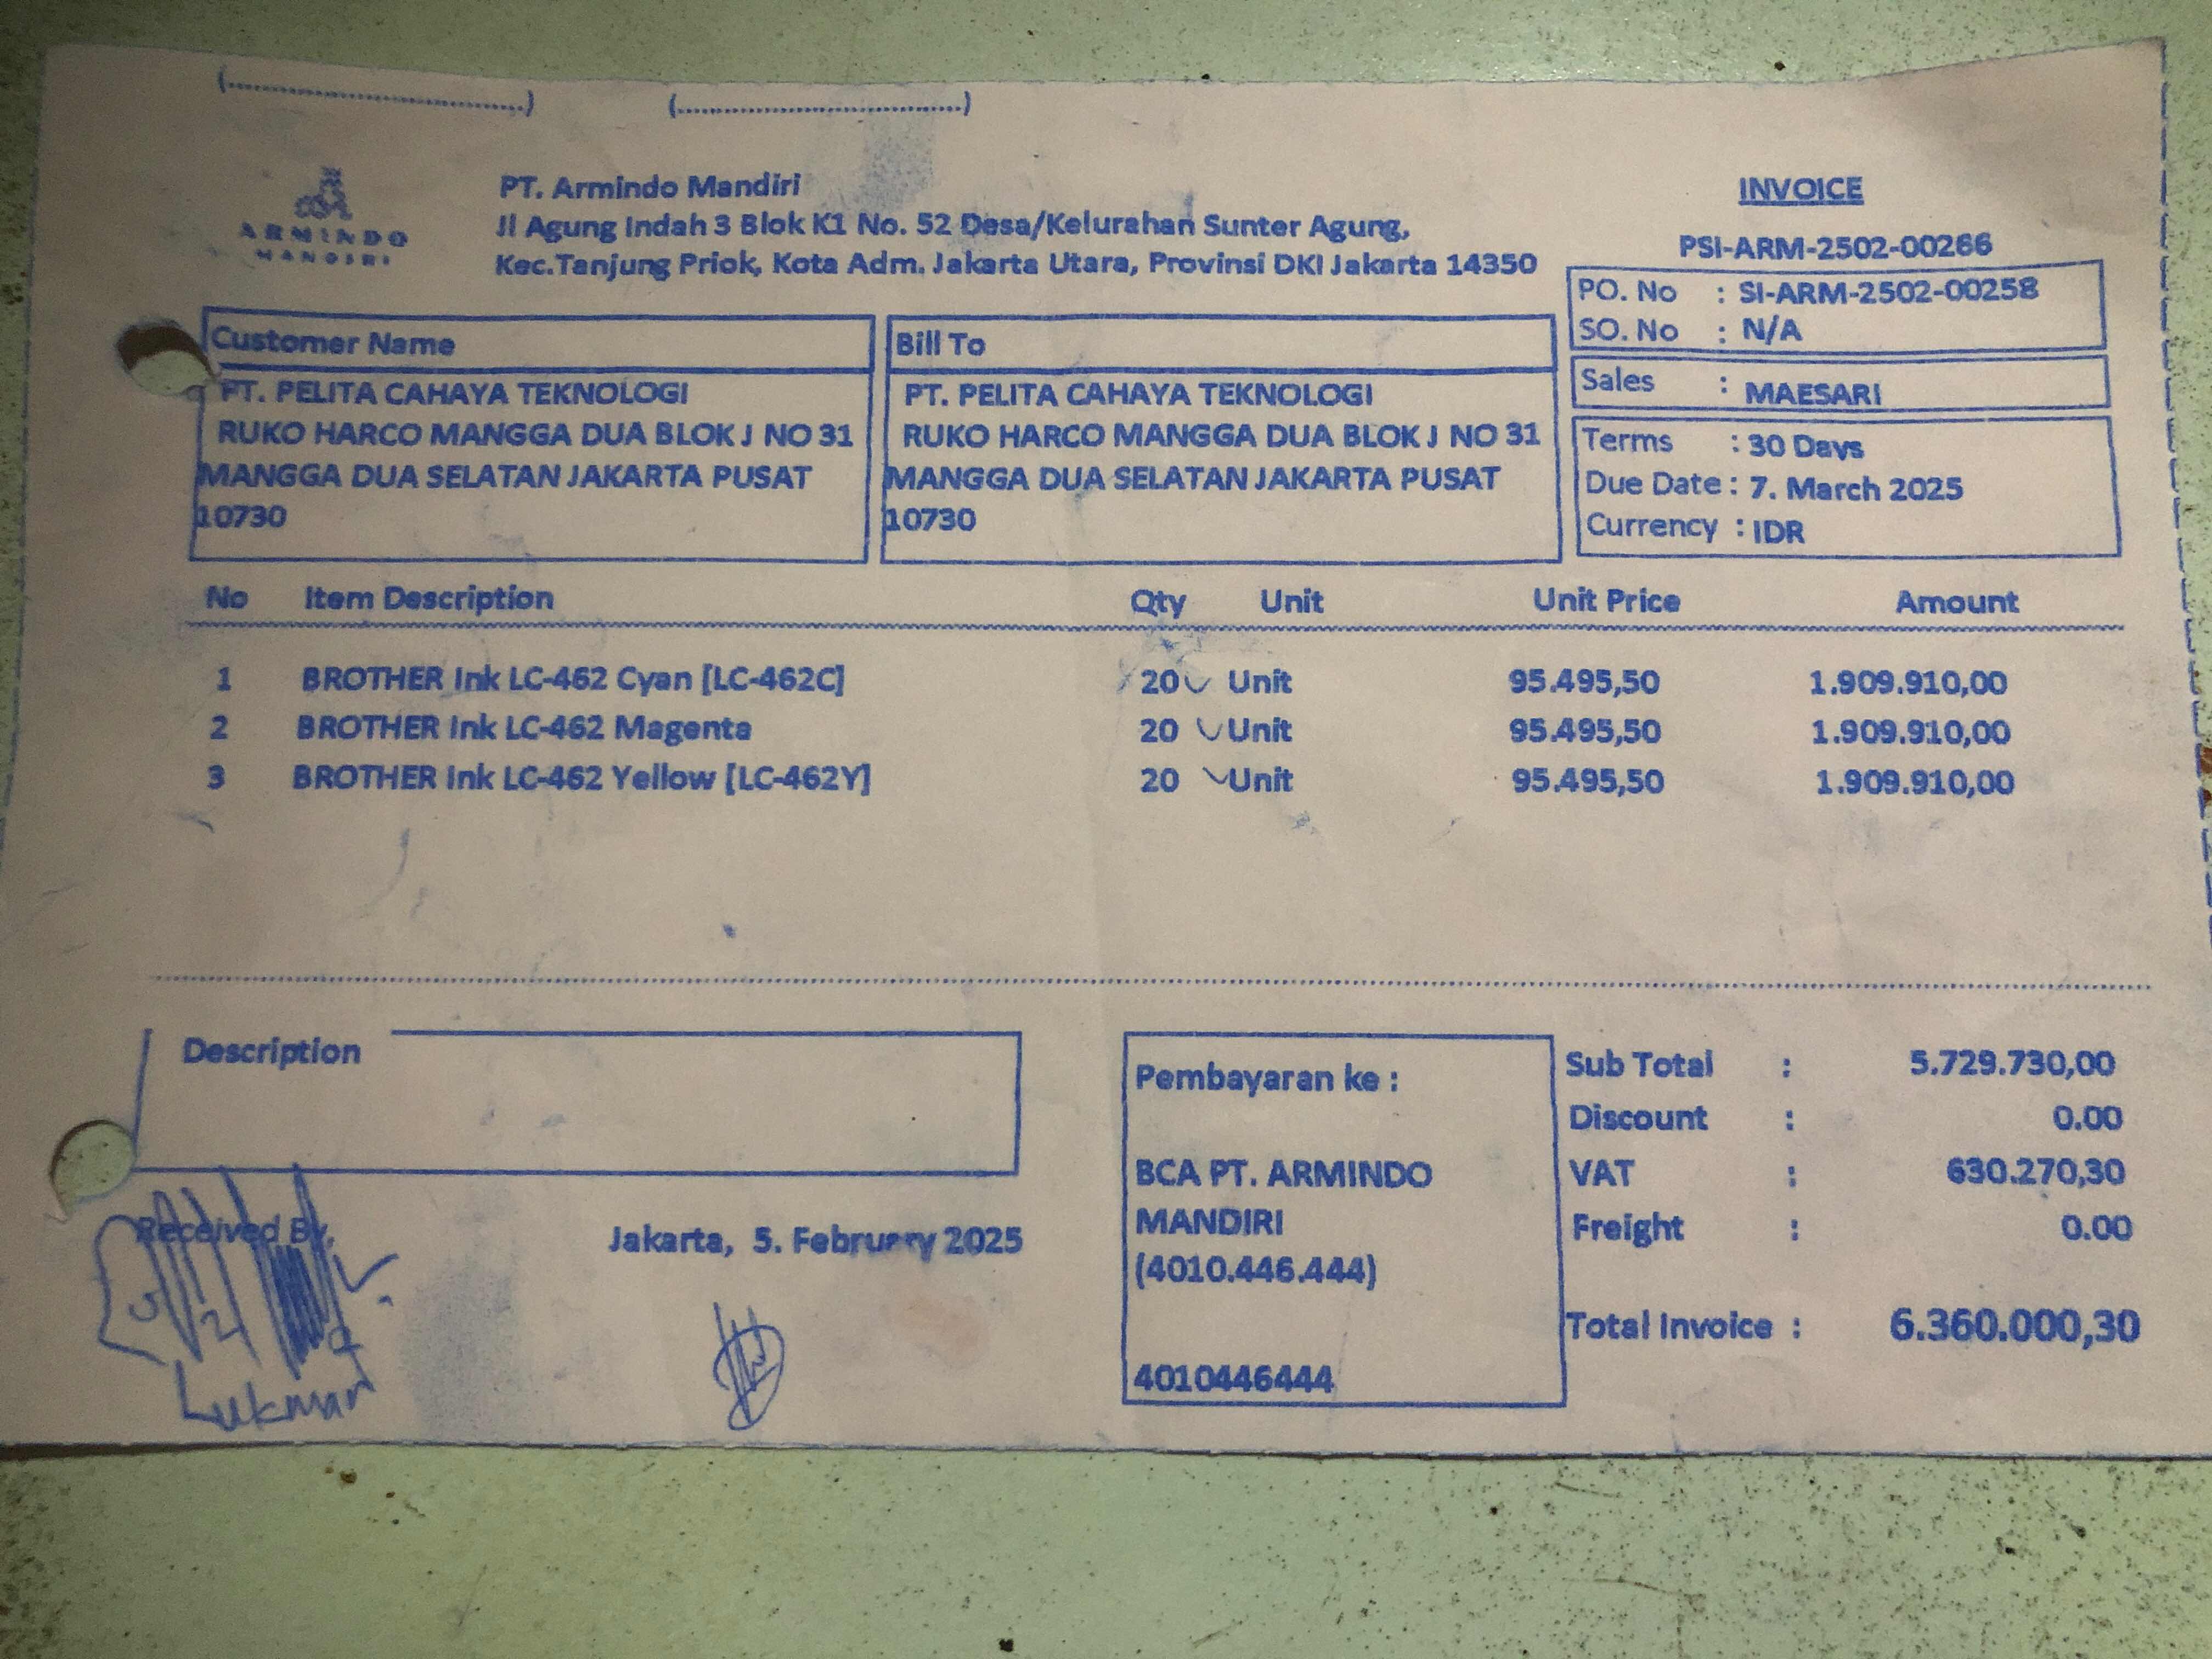 (................................) (................................)
ARMINDO
MANDIRI
PT. Armindo Mandiri
Jl Agung Indah 3 Blok K1 No. 52 Desa/Kelurahan Sunter Agung,
Kec.Tanjung Priok, Kota Adm. Jakarta Utara, Provinsi DKI Jakarta 14350
INVOICE
PSI-ARM-2502-00266
PO. No : SI-ARM-2502-00258
SO. No : N/A
Sales : MAESARI
Terms : 30 Days
Due Date : 7. March 2025
Currency : IDR
Customer Name
PT. PELITA CAHAYA TEKNOLOGI
RUKO HARCO MANGGA DUA BLOK J NO 31
MANGGA DUA SELATAN JAKARTA PUSAT
10730
Bill To
PT. PELITA CAHAYA TEKNOLOGI
RUKO HARCO MANGGA DUA BLOK J NO 31
MANGGA DUA SELATAN JAKARTA PUSAT
10730
No Item Description Qty Unit Unit Price Amount
1 BROTHER Ink LC-462 Cyan [LC-462C] 20 Unit 95.495,50 1.909.910,00
2 BROTHER Ink LC-462 Magenta 20 Unit 95.495,50 1.909.910,00
3 BROTHER Ink LC-462 Yellow [LC-462Y] 20 Unit 95.495,50 1.909.910,00
Description
Received By,
Lukman
Jakarta, 5. February 2025
Pembayaran ke :
BCA PT. ARMINDO
MANDIRI
(4010.446.444)
4010446444
Sub Total : 5.729.730,00
Discount : 0.00
VAT : 630.270,30
Freight : 0.00
Total Invoice : 6.360.000,30